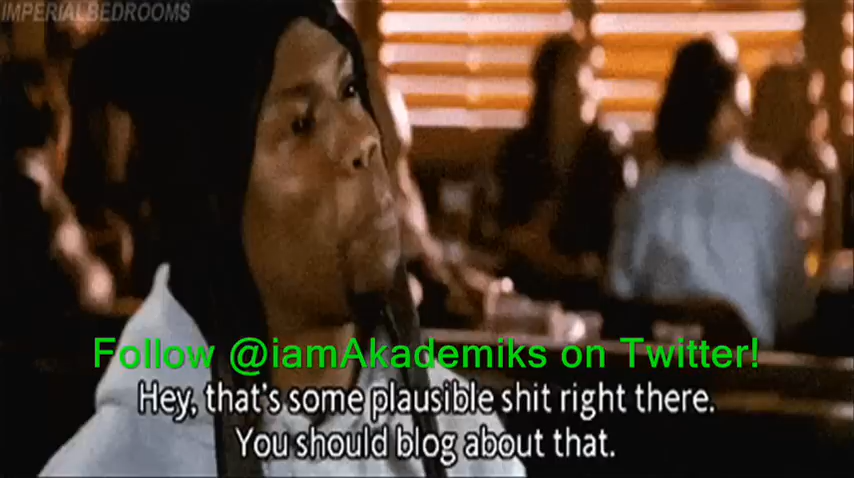 IMPERIALBEDROOMS
Follow @iamAkademiks on Twitter!
Hey, that's some plausible shit right there.
You should blog about that.